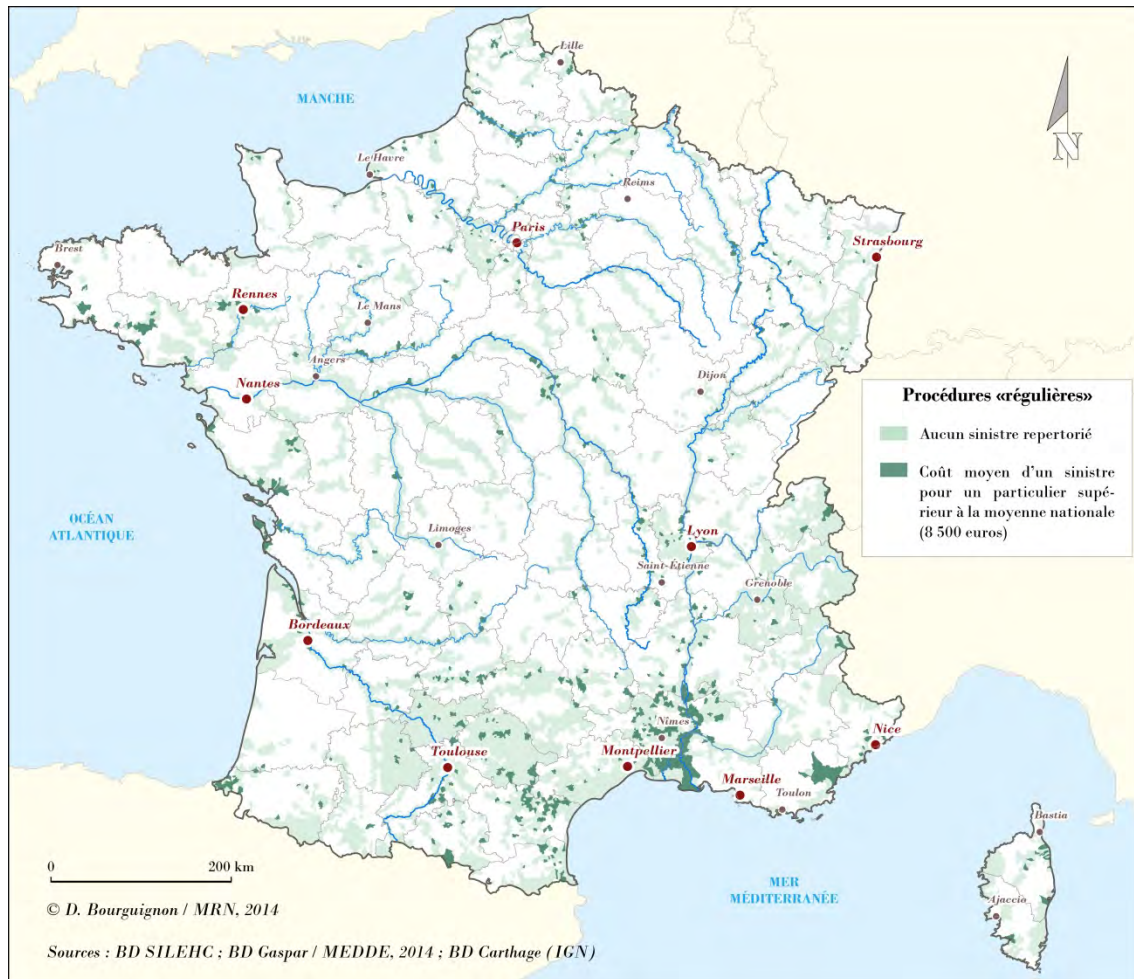 Lille
MANCHE
N
Le Havre
Reims
Paris
Strasbourg
Brest
Rennes
Le Mans
Angers
Nantes
Dijon
Procédures «régulières»
Aucun sinistre repertorié
Coût moyen d'un sinistre
pour un particulier supé-
rieur à la moyenne nationale
(8 500 euros)
OCÉAN
ATLANTIQUE
Limoges
Lyon
Saint-Étienne
Grenoble
Bordeaux
Nîmes
Nice
Toulouse
Montpellier
Marseille
Toulon
Bastia
0 200 km
MER
MÉDITERRANÉE
Ajaccio
© D. Bourguignon / MRN, 2014
Sources : BD SILEHC ; BD Gaspar / MEDDE, 2014 ; BD Carthage (IGN)